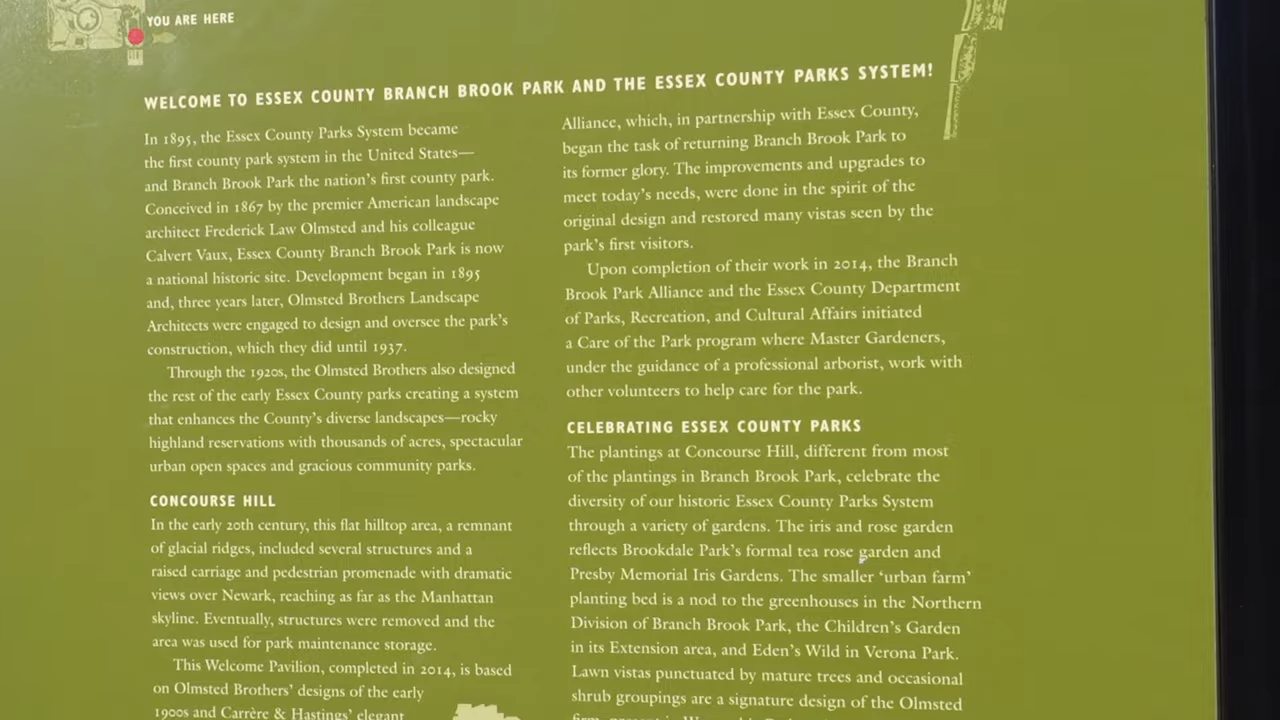 YOU ARE HERE
WELCOME TO ESSEX COUNTY BRANCH BROOK PARK AND THE ESSEX COUNTY PARKS SYSTEM!
In 1895, the Essex County Parks System became
the first county park system in the United States—
and Branch Brook Park the nation's first county park.
Conceived in 1867 by the premier American landscape
architect Frederick Law Olmsted and his colleague
Calvert Vaux, Essex County Branch Brook Park is now
a national historic site. Development began in 1895
and, three years later, Olmsted Brothers Landscape
Architects were engaged to design and oversee the park's
construction, which they did until 1937.
Through the 1920s, the Olmsted Brothers also designed
the rest of the early Essex County parks creating a system
that enhances the County's diverse landscapes—rocky
highland reservations with thousands of acres, spectacular
urban open spaces and gracious community parks.
CONCOURSE HILL
In the early 20th century, this flat hilltop area, a remnant
of glacial ridges, included several structures and a
raised carriage and pedestrian promenade with dramatic
views over Newark, reaching as far as the Manhattan
skyline. Eventually, structures were removed and the
area was used for park maintenance storage.
This Welcome Pavilion, completed in 2014, is based
on Olmsted Brothers' designs of the early
1900s and Carrère & Hastings' elegant
Alliance, which, in partnership with Essex County,
began the task of returning Branch Brook Park to
its former glory. The improvements and upgrades to
meet today's needs, were done in the spirit of the
original design and restored many vistas seen by the
park's first visitors.
Upon completion of their work in 2014, the Branch
Brook Park Alliance and the Essex County Department
of Parks, Recreation, and Cultural Affairs initiated
a Care of the Park program where Master Gardeners,
under the guidance of a professional arborist, work with
other volunteers to help care for the park.
CELEBRATING ESSEX COUNTY PARKS
The plantings at Concourse Hill, different from most
of the plantings in Branch Brook Park, celebrate the
diversity of our historic Essex County Parks System
through a variety of gardens. The iris and rose garden
reflects Brookdale Park's formal tea rose garden and
Presby Memorial Iris Gardens. The smaller 'urban farm'
planting bed is a nod to the greenhouses in the Northern
Division of Branch Brook Park, the Children's Garden
in its Extension area, and Eden's Wild in Verona Park.
Lawn vistas punctuated by mature trees and occasional
shrub groupings are a signature design of the Olmsted